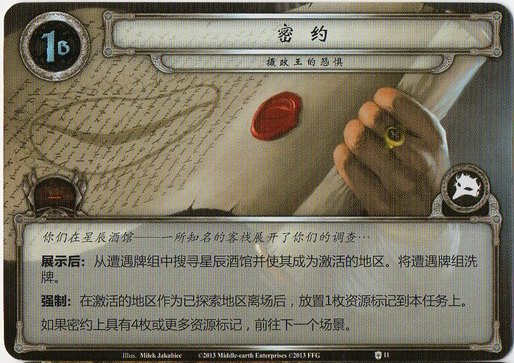 1B
密约
摄政王的恐惧
你们在星辰酒馆——一所知名的客栈展开了你们的调查…
展示后：从遭遇牌组中搜寻星辰酒馆并使其成为激活的地区。将遭遇牌组洗
牌。
强制：在激活的地区作为已探索地区离场后，放置1枚资源标记到本任务上。
如果密约上具有4枚或更多资源标记，前往下一个场景。
Illus. Miłek Jakubiec ©2013 Middle-earth Enterprises ©2013 FFG 11